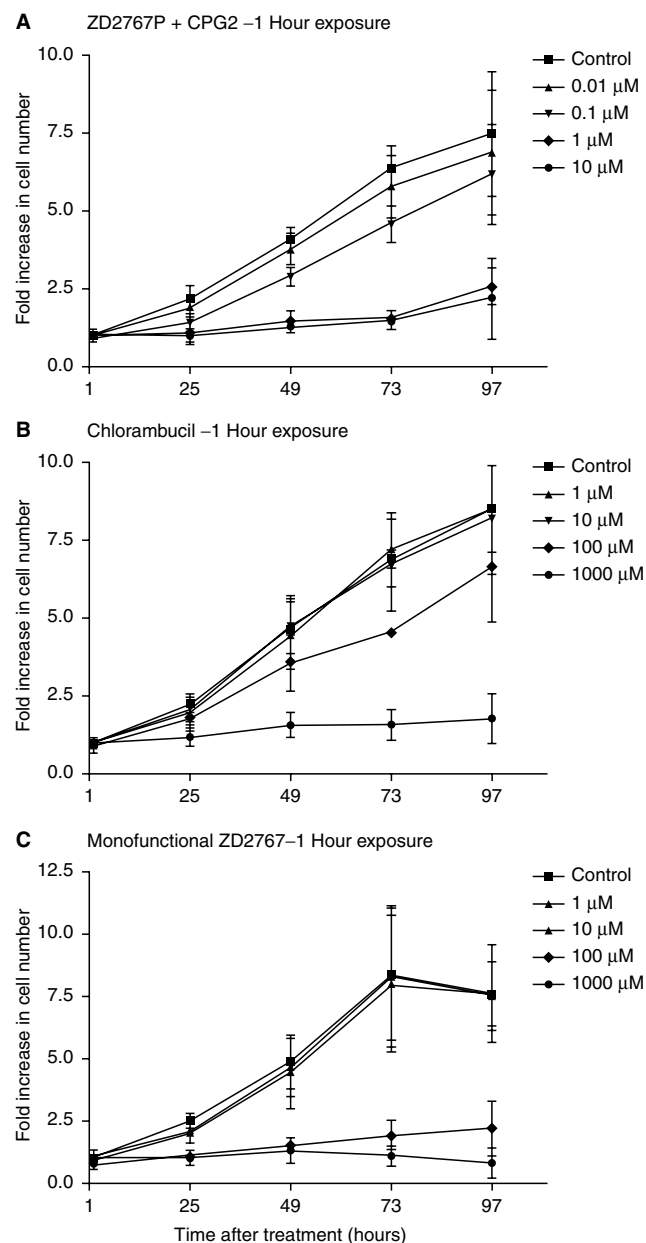 A ZD2767P + CPG2 –1 Hour exposure
Fold increase in cell number
10.0
7.5
5.0
2.5
0.0
1 25 49 73 97
Control
0.01 µM
0.1 µM
1 µM
10 µM
B Chlorambucil –1 Hour exposure
Fold increase in cell number
10.0
7.5
5.0
2.5
0.0
1 25 49 73 97
Control
1 µM
10 µM
100 µM
1000 µM
C Monofunctional ZD2767–1 Hour exposure
Fold increase in cell number
12.5
10.0
7.5
5.0
2.5
0.0
1 25 49 73 97
Time after treatment (hours)
Control
1 µM
10 µM
100 µM
1000 µM